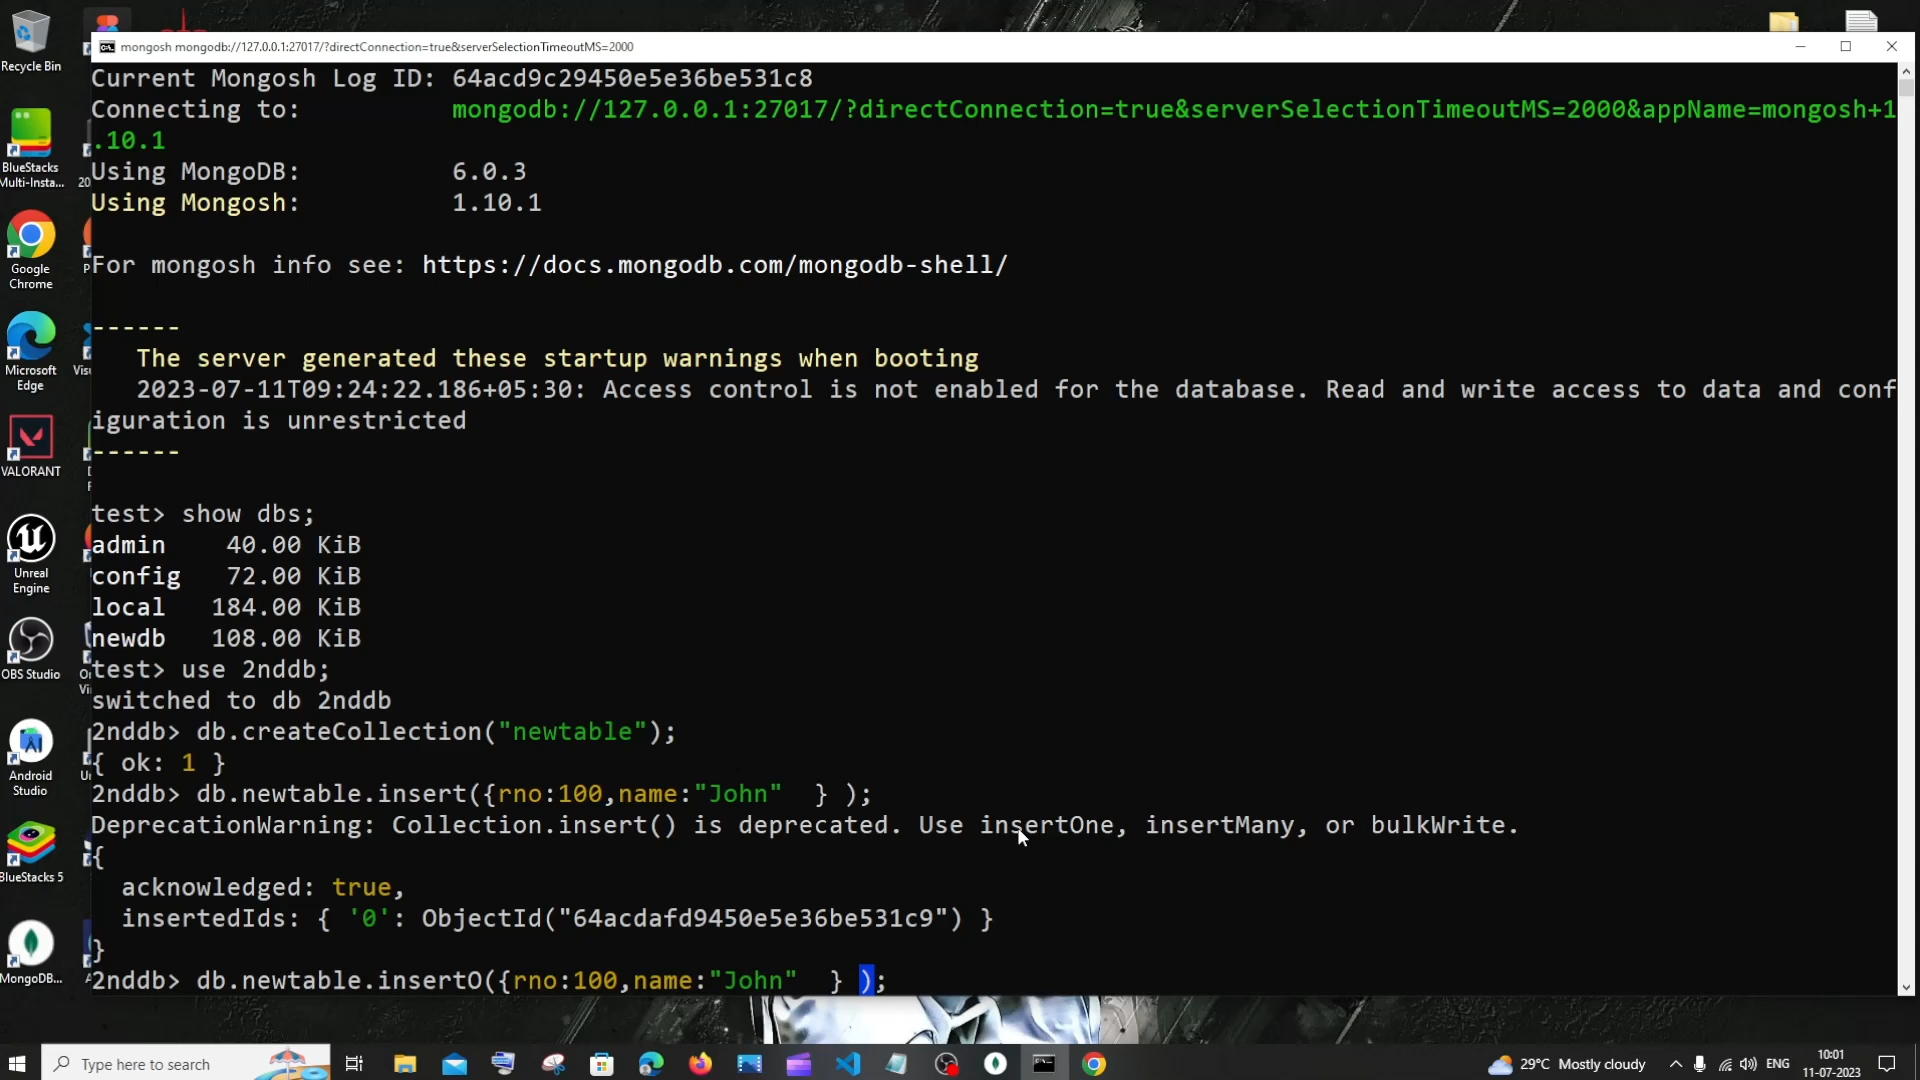 Recycle Bin
BlueStacks
Multi-Insta...
Google
Chrome
Microsoft
Edge
VALORANT
Unreal
Engine
OBS Studio
Android
Studio
BlueStacks 5
MongoDB...
mongosh mongodb://127.0.0.1:27017/?directConnection=true&serverSelectionTimeoutMS=2000
Current Mongosh Log ID: 64acd9c29450e5e36be531c8
Connecting to: mongodb://127.0.0.1:27017/?directConnection=true&serverSelectionTimeoutMS=2000&appName=mongosh+1
.10.1
Using MongoDB: 6.0.3
Using Mongosh: 1.10.1
For mongosh info see: https://docs.mongodb.com/mongodb-shell/
------
The server generated these startup warnings when booting
2023-07-11T09:24:22.186+05:30: Access control is not enabled for the database. Read and write access to data and conf
iguration is unrestricted
------
test> show dbs;
admin 40.00 KiB
config 72.00 KiB
local 184.00 KiB
newdb 108.00 KiB
test> use 2nddb;
switched to db 2nddb
2nddb> db.createCollection("newtable");
{ ok: 1 }
2nddb> db.newtable.insert({rno:100,name:"John" } );
DeprecationWarning: Collection.insert() is deprecated. Use insertOne, insertMany, or bulkWrite.
{
acknowledged: true,
insertedIds: { '0': ObjectId("64acdafd9450e5e36be531c9") }
}
2nddb> db.newtable.insertO({rno:100,name:"John" } );
Type here to search
29°C Mostly cloudy
ENG
10:01
11-07-2023